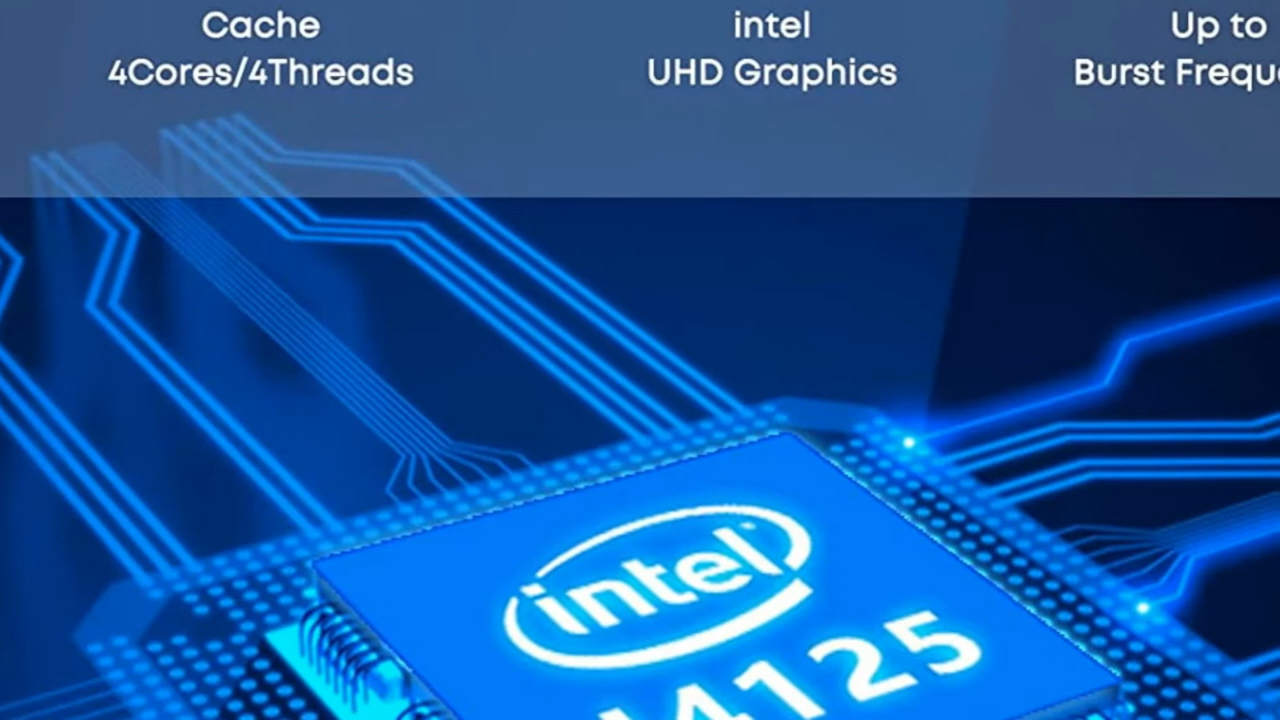 Cache
4Cores/4Threads
intel
UHD Graphics
Up to
Burst
intel
4125